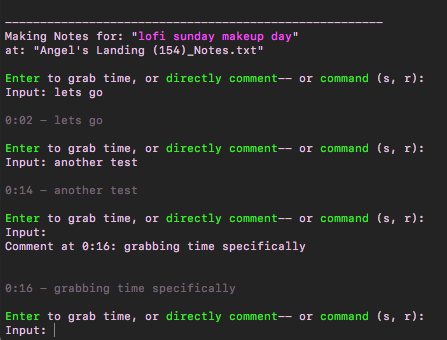 ————————————————————————————————————————————————————
Making Notes for: "lofi sunday makeup day"
at: "Angel's Landing (154)_Notes.txt"
Enter to grab time, or directly comment—— or command (s, r):
Input: lets go
0:02 — lets go
Enter to grab time, or directly comment—— or command (s, r):
Input: another test
0:14 — another test
Enter to grab time, or directly comment—— or command (s, r):
Input:
Comment at 0:16: grabbing time specifically
0:16 — grabbing time specifically
Enter to grab time, or directly comment—— or command (s, r):
Input: